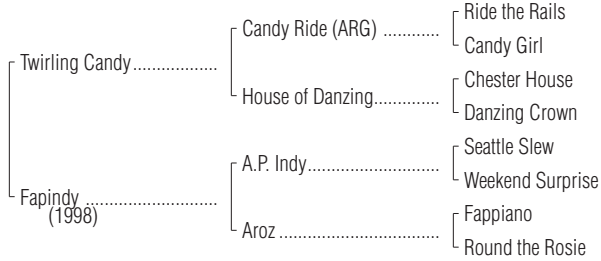 Ride the Rails
Candy Ride (ARG) ............
Candy Girl
Twirling Candy..................
Chester House
House of Danzing..............
Danzing Crown
Seattle Slew
A.P. Indy............................
Weekend Surprise
Fapindy ............................
(1998)
Fappiano
Aroz ..................................
Round the Rosie